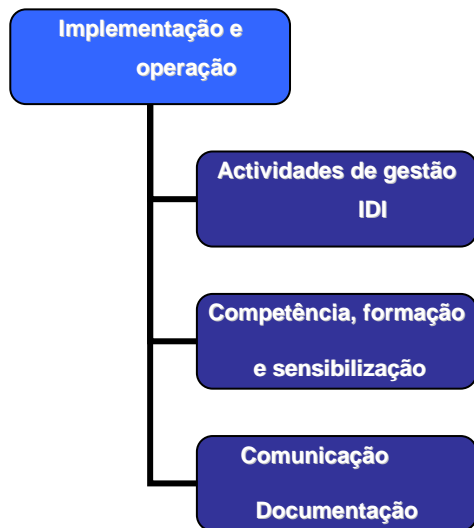 Implementação e
operação
Actividades de gestão
IDI
Competência, formação
e sensibilização
Comunicação
Documentação